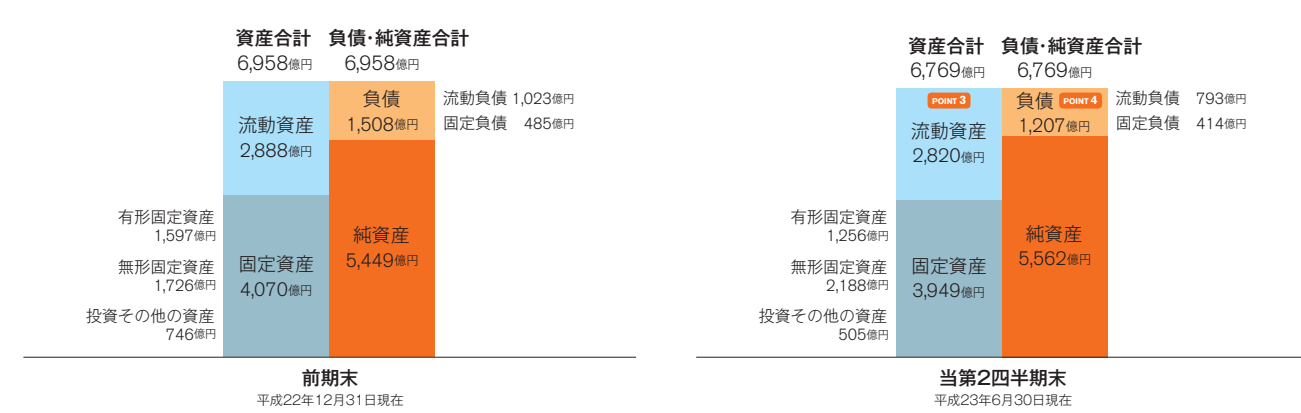 資産合計 負債・純資産合計
6,958億円 6,958億円
負債
1,508億円
流動負債 1,023億円
固定負債 485億円
流動資産
2,888億円
有形固定資産
1,597億円
無形固定資産
1,726億円
投資その他の資産
746億円
固定資産
4,070億円
純資産
5,449億円
前期末
平成22年12月31日現在
資産合計 負債・純資産合計
6,769億円 6,769億円
POINT 3
流動資産
2,820億円
負債 POINT 4
1,207億円
流動負債 793億円
固定負債 414億円
有形固定資産
1,256億円
無形固定資産
2,188億円
投資その他の資産
505億円
固定資産
3,949億円
純資産
5,562億円
当第2四半期末
平成23年6月30日現在